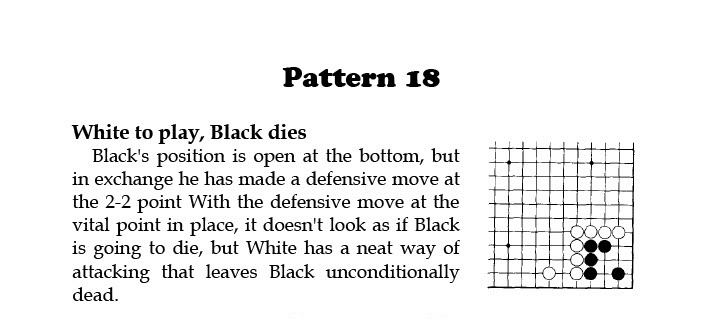 Pattern 18
White to play, Black dies
Black's position is open at the bottom, but
in exchange he has made a defensive move at
the 2-2 point With the defensive move at the
vital point in place, it doesn't look as if Black
is going to die, but White has a neat way of
attacking that leaves Black unconditionally
dead.